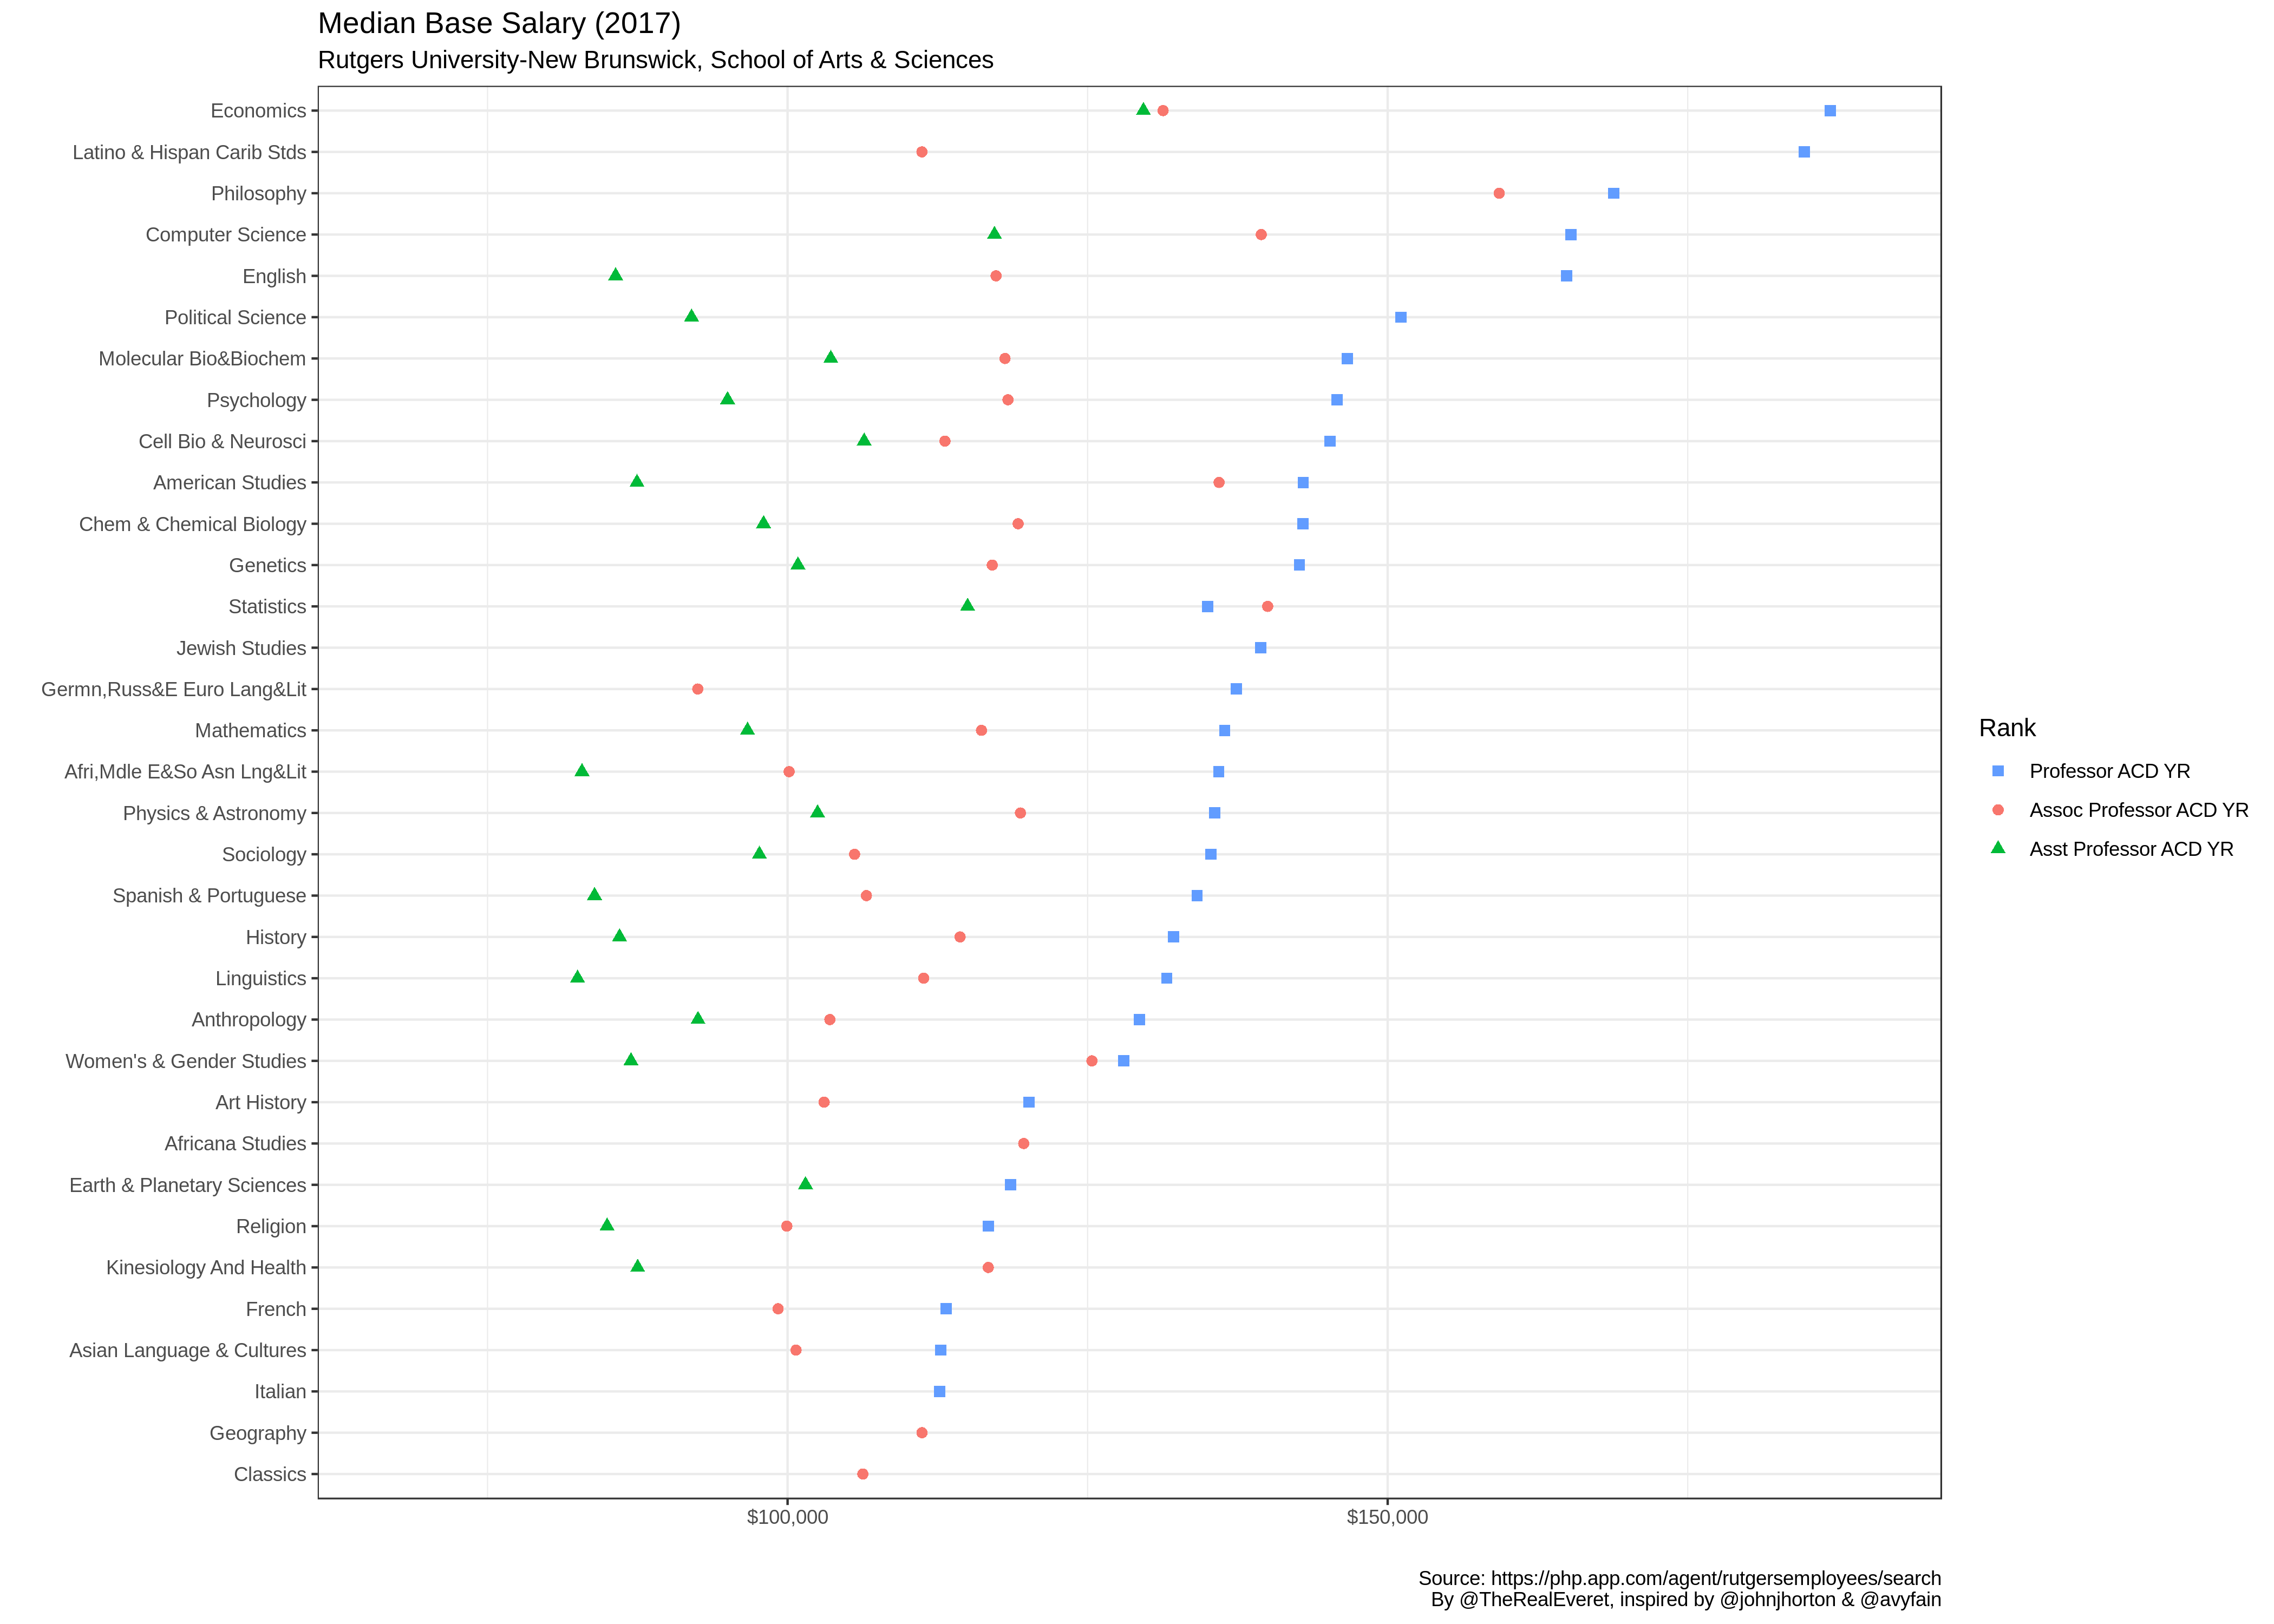 Median Base Salary (2017)
Rutgers University-New Brunswick, School of Arts & Sciences
Economics
Latino & Hispan Carib Stds
Philosophy
Computer Science
English
Political Science
Molecular Bio&Biochem
Psychology
Cell Bio & Neurosci
American Studies
Chem & Chemical Biology
Genetics
Statistics
Jewish Studies
Germn,Russ&E Euro Lang&Lit
Mathematics
Afri,Mdle E&So Asn Lng&Lit
Physics & Astronomy
Sociology
Spanish & Portuguese
History
Linguistics
Anthropology
Women's & Gender Studies
Art History
Africana Studies
Earth & Planetary Sciences
Religion
Kinesiology And Health
French
Asian Language & Cultures
Italian
Geography
Classics
$100,000
$150,000
Rank
Professor ACD YR
Assoc Professor ACD YR
Asst Professor ACD YR
Source: https://php.app.com/agent/rutgersemployees/search
By @TheRealEveret, inspired by @johnjhorton & @avyfain